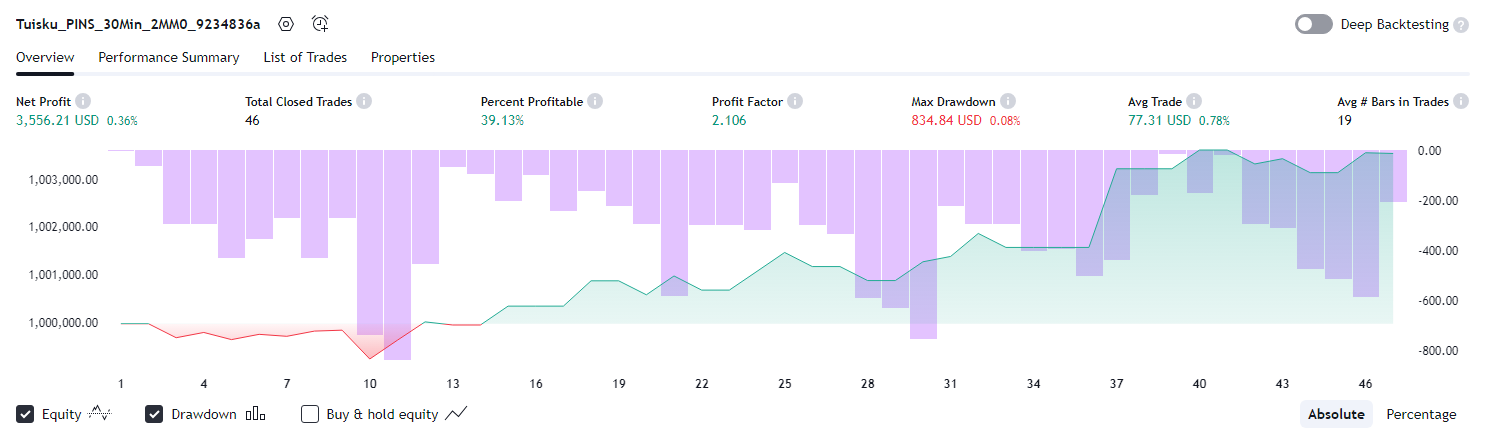 Tuisku_PINS_30Min_2MM0_9234836a
Deep Backtesting ?
Overview Performance Summary List of Trades Properties
Net Profit i Total Closed Trades i Percent Profitable i Profit Factor i Max Drawdown i Avg Trade i Avg # Bars in Trades i
3,556.21 USD 0.36% 46 39.13% 2.106 834.84 USD 0.08% 77.31 USD 0.78% 19
0.00
1,003,000.00
-200.00
1,002,000.00
-400.00
1,001,000.00
-600.00
1,000,000.00
-800.00
1 4 7 10 13 16 19 22 25 28 31 34 37 40 43 46
Equity Drawdown Buy & hold equity Absolute Percentage